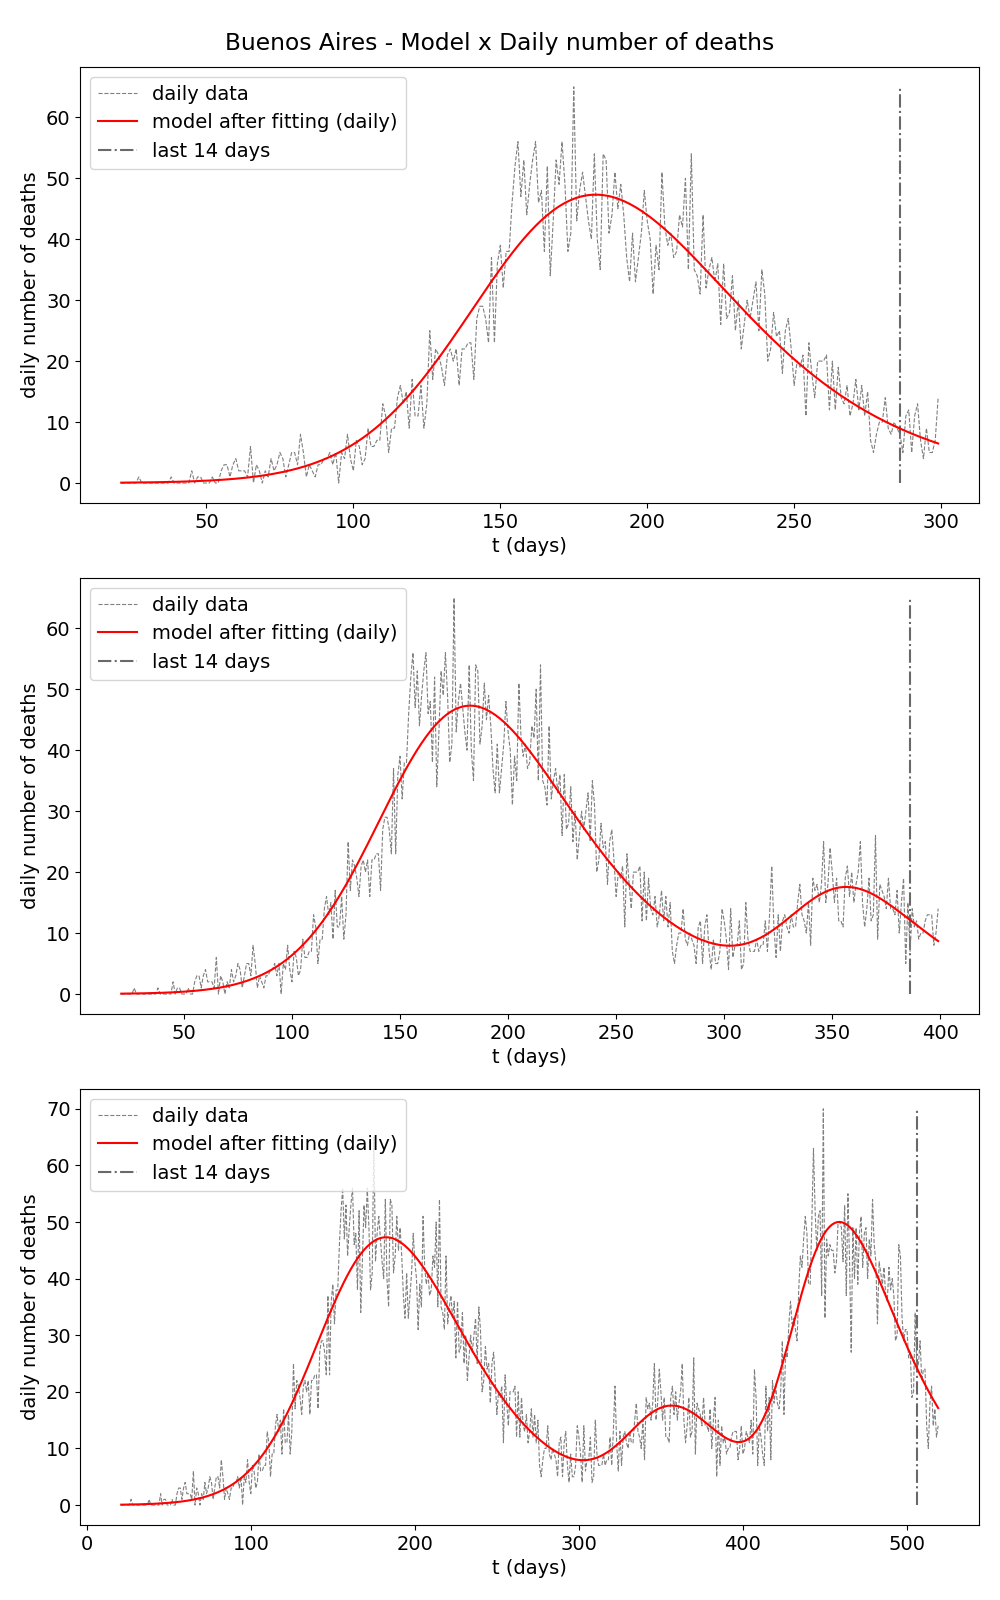 Buenos Aires - Model x Daily number of deaths
daily data
model after fitting (daily)
last 14 days
daily number of deaths
60
50
40
30
20
10
0
50 100 150 200 250 300
t (days)
daily data
model after fitting (daily)
last 14 days
daily number of deaths
60
50
40
30
20
10
0
50 100 150 200 250 300 350 400
t (days)
daily data
model after fitting (daily)
last 14 days
daily number of deaths
70
60
50
40
30
20
10
0
0 100 200 300 400 500
t (days)